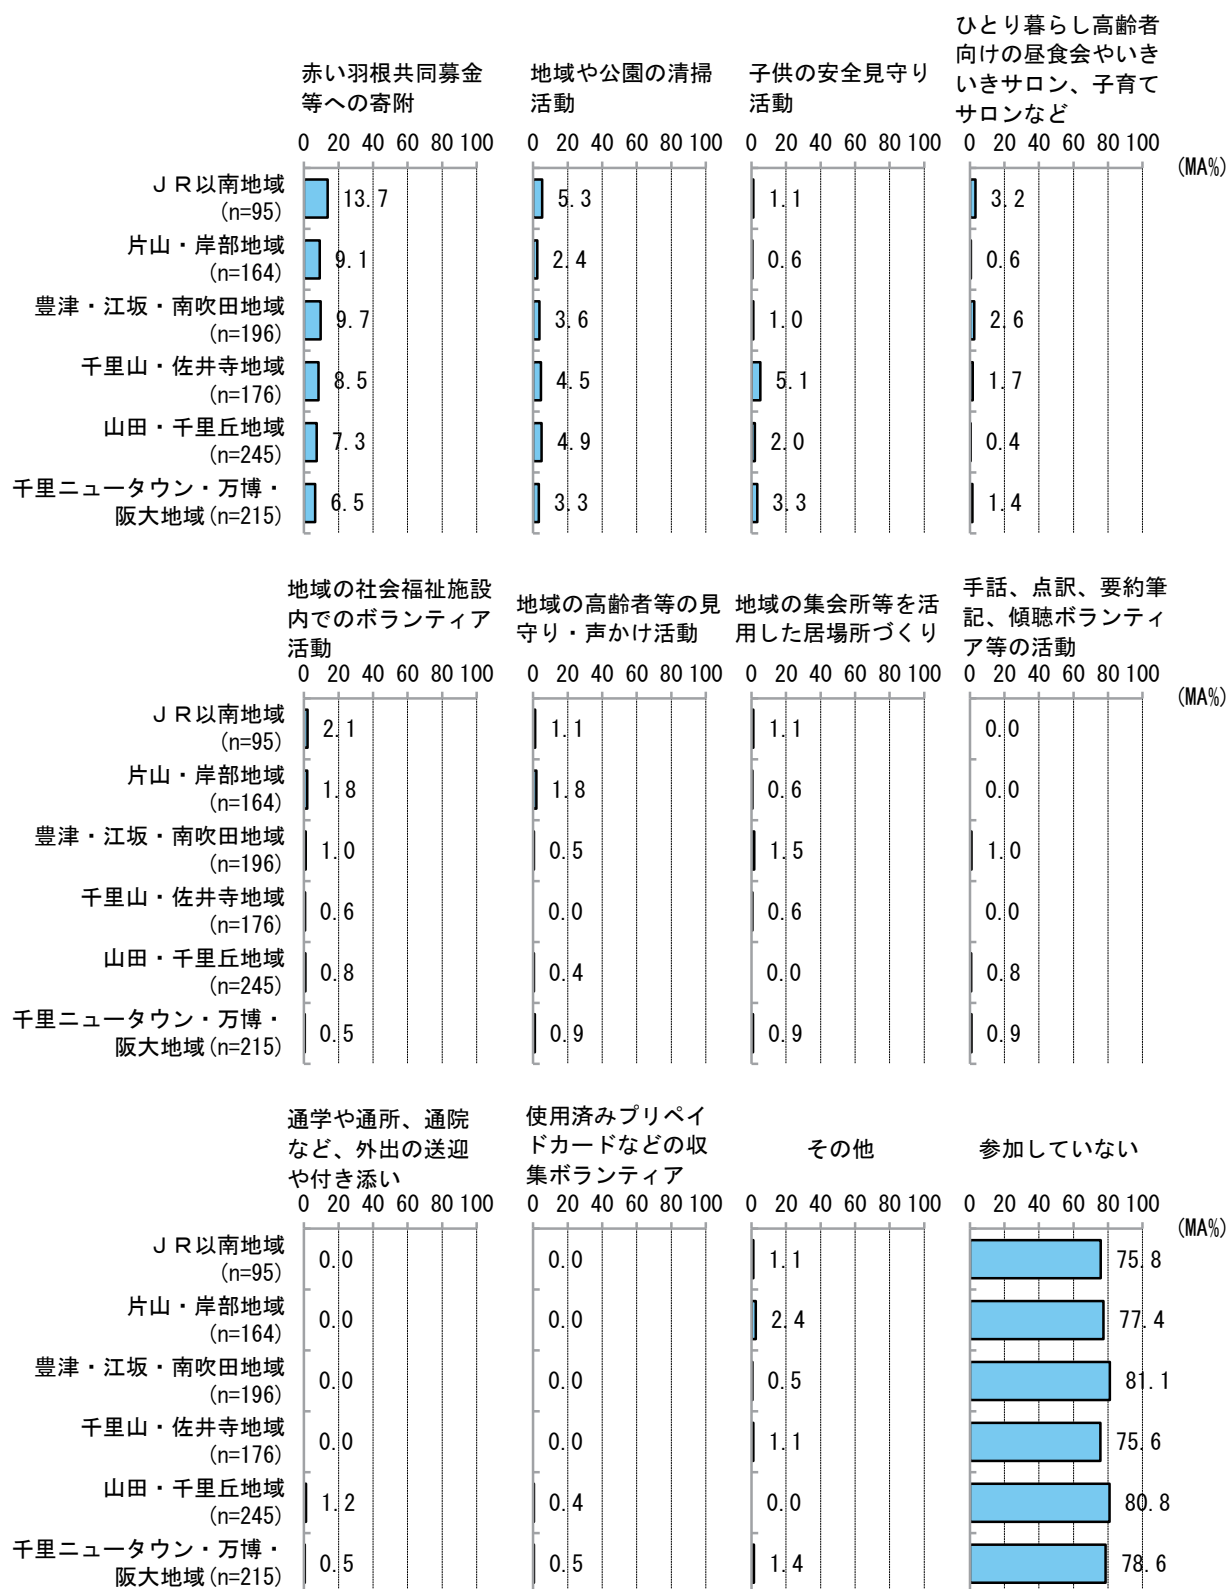 赤い羽根共同募金
等への寄附
地域や公園の清掃
活動
子供の安全見守り
活動
ひとり暮らし高齢者
向けの昼食会やいき
いきサロン、子育て
サロンなど
0 20 40 60 80 100 0 20 40 60 80 100 0 20 40 60 80 100 0 20 40 60 80 100
(MA%)
ＪＲ以南地域
(n=95)
13.7 5.3 1.1 3.2
片山・岸部地域
(n=164)
9.1 2.4 0.6 0.6
豊津・江坂・南吹田地域
(n=196)
9.7 3.6 1.0 2.6
千里山・佐井寺地域
(n=176)
8.5 4.5 5.1 1.7
山田・千里丘地域
(n=245)
7.3 4.9 2.0 0.4
千里ニュータウン・万博・
阪大地域(n=215)
6.5 3.3 3.3 1.4
地域の社会福祉施設
内でのボランティア
活動
地域の高齢者等の見
守り・声かけ活動
地域の集会所等を活
用した居場所づくり
手話、点訳、要約筆
記、傾聴ボランティ
ア等の活動
0 20 40 60 80 100 0 20 40 60 80 100 0 20 40 60 80 100 0 20 40 60 80 100
(MA%)
ＪＲ以南地域
(n=95)
2.1 1.1 1.1 0.0
片山・岸部地域
(n=164)
1.8 1.8 0.6 0.0
豊津・江坂・南吹田地域
(n=196)
1.0 0.5 1.5 1.0
千里山・佐井寺地域
(n=176)
0.6 0.0 0.6 0.0
山田・千里丘地域
(n=245)
0.8 0.4 0.0 0.8
千里ニュータウン・万博・
阪大地域(n=215)
0.5 0.9 0.9 0.9
通学や通所、通院
など、外出の送迎
や付き添い
使用済みプリペイ
ドカードなどの収
集ボランティア
その他
参加していない
0 20 40 60 80 100 0 20 40 60 80 100 0 20 40 60 80 100 0 20 40 60 80 100
(MA%)
ＪＲ以南地域
(n=95)
0.0 0.0 1.1 75.8
片山・岸部地域
(n=164)
0.0 0.0 2.4 77.4
豊津・江坂・南吹田地域
(n=196)
0.0 0.0 0.5 81.1
千里山・佐井寺地域
(n=176)
0.0 0.0 1.1 75.6
山田・千里丘地域
(n=245)
1.2 0.4 0.0 80.8
千里ニュータウン・万博・
阪大地域(n=215)
0.5 0.5 1.4 78.6